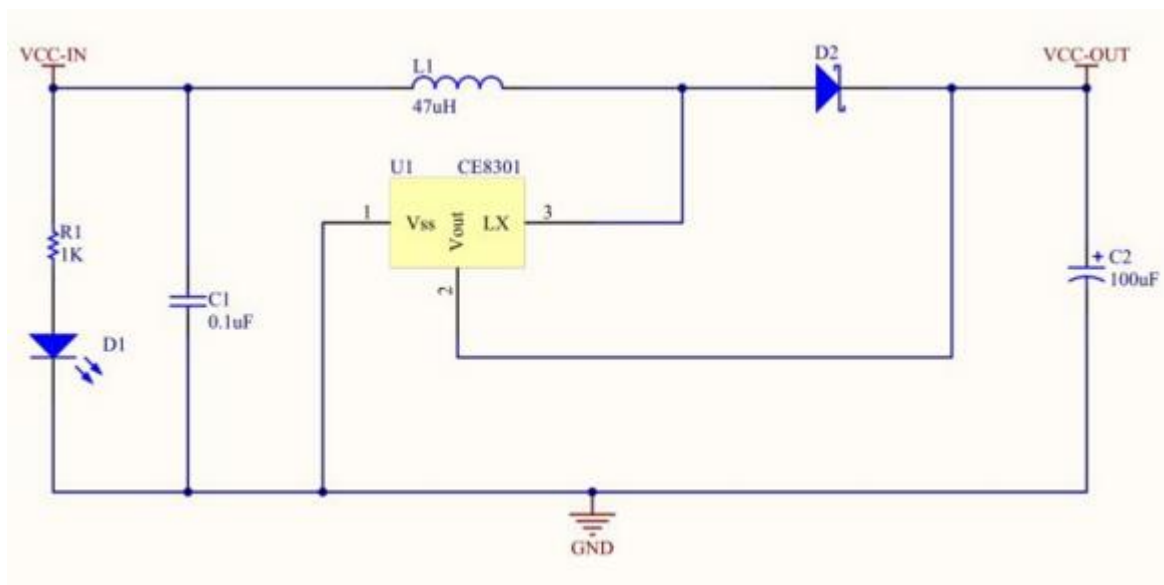 VCC-IN
L1
47uH
D2
VCC-OUT
U1 CE8301
1
Vss
Vout
LX
3
2
R1
1K
C1
0.1uF
D1
+
C2
100uF
GND